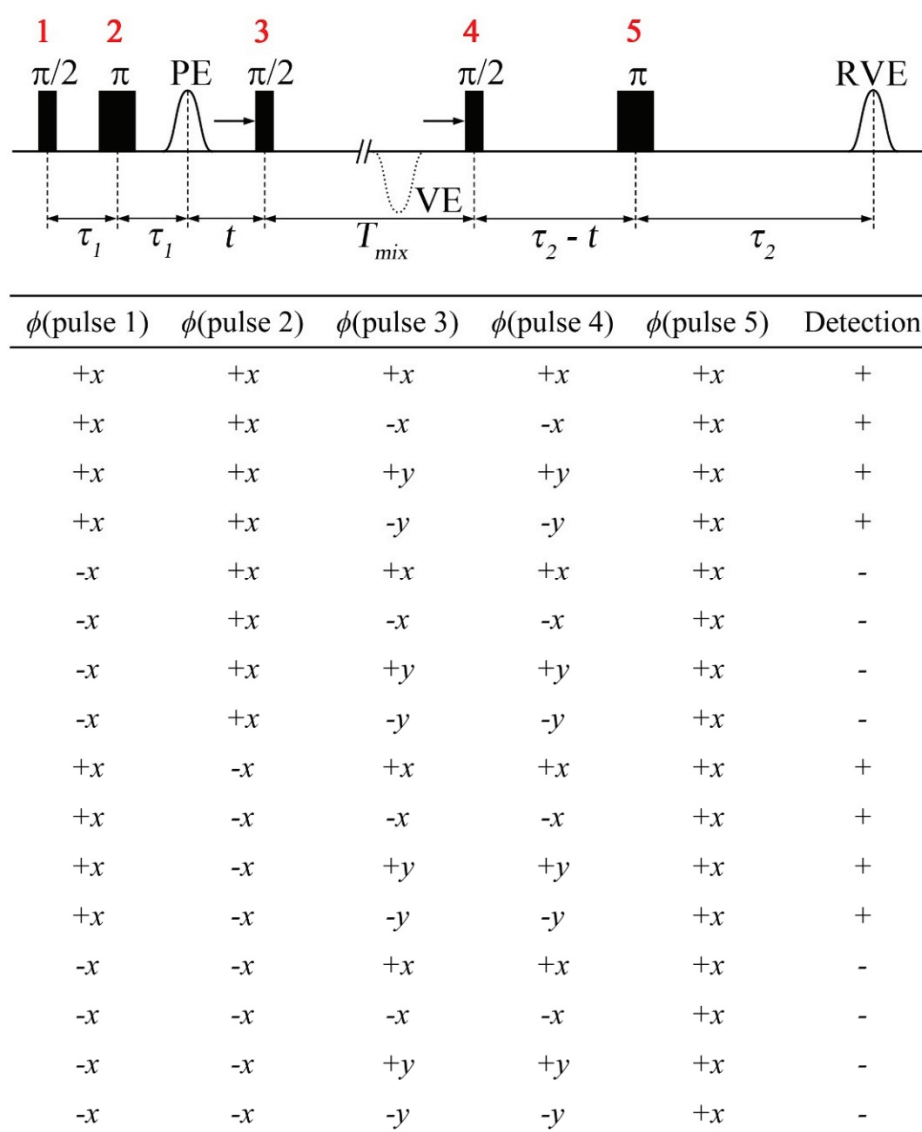 1 2 3 4 5
π/2 π PE π/2 π/2 π RVE
VE
τ1 τ1 t Tmix τ2 - t τ2
ϕ(pulse 1) ϕ(pulse 2) ϕ(pulse 3) ϕ(pulse 4) ϕ(pulse 5) Detection
+x +x +x +x +x +
+x +x -x -x +x +
+x +x +y +y +x +
+x +x -y -y +x +
-x +x +x +x +x -
-x +x -x -x +x -
-x +x +y +y +x -
-x +x -y -y +x -
+x -x +x +x +x +
+x -x -x -x +x +
+x -x +y +y +x +
+x -x -y -y +x +
-x -x +x +x +x -
-x -x -x -x +x -
-x -x +y +y +x -
-x -x -y -y +x -